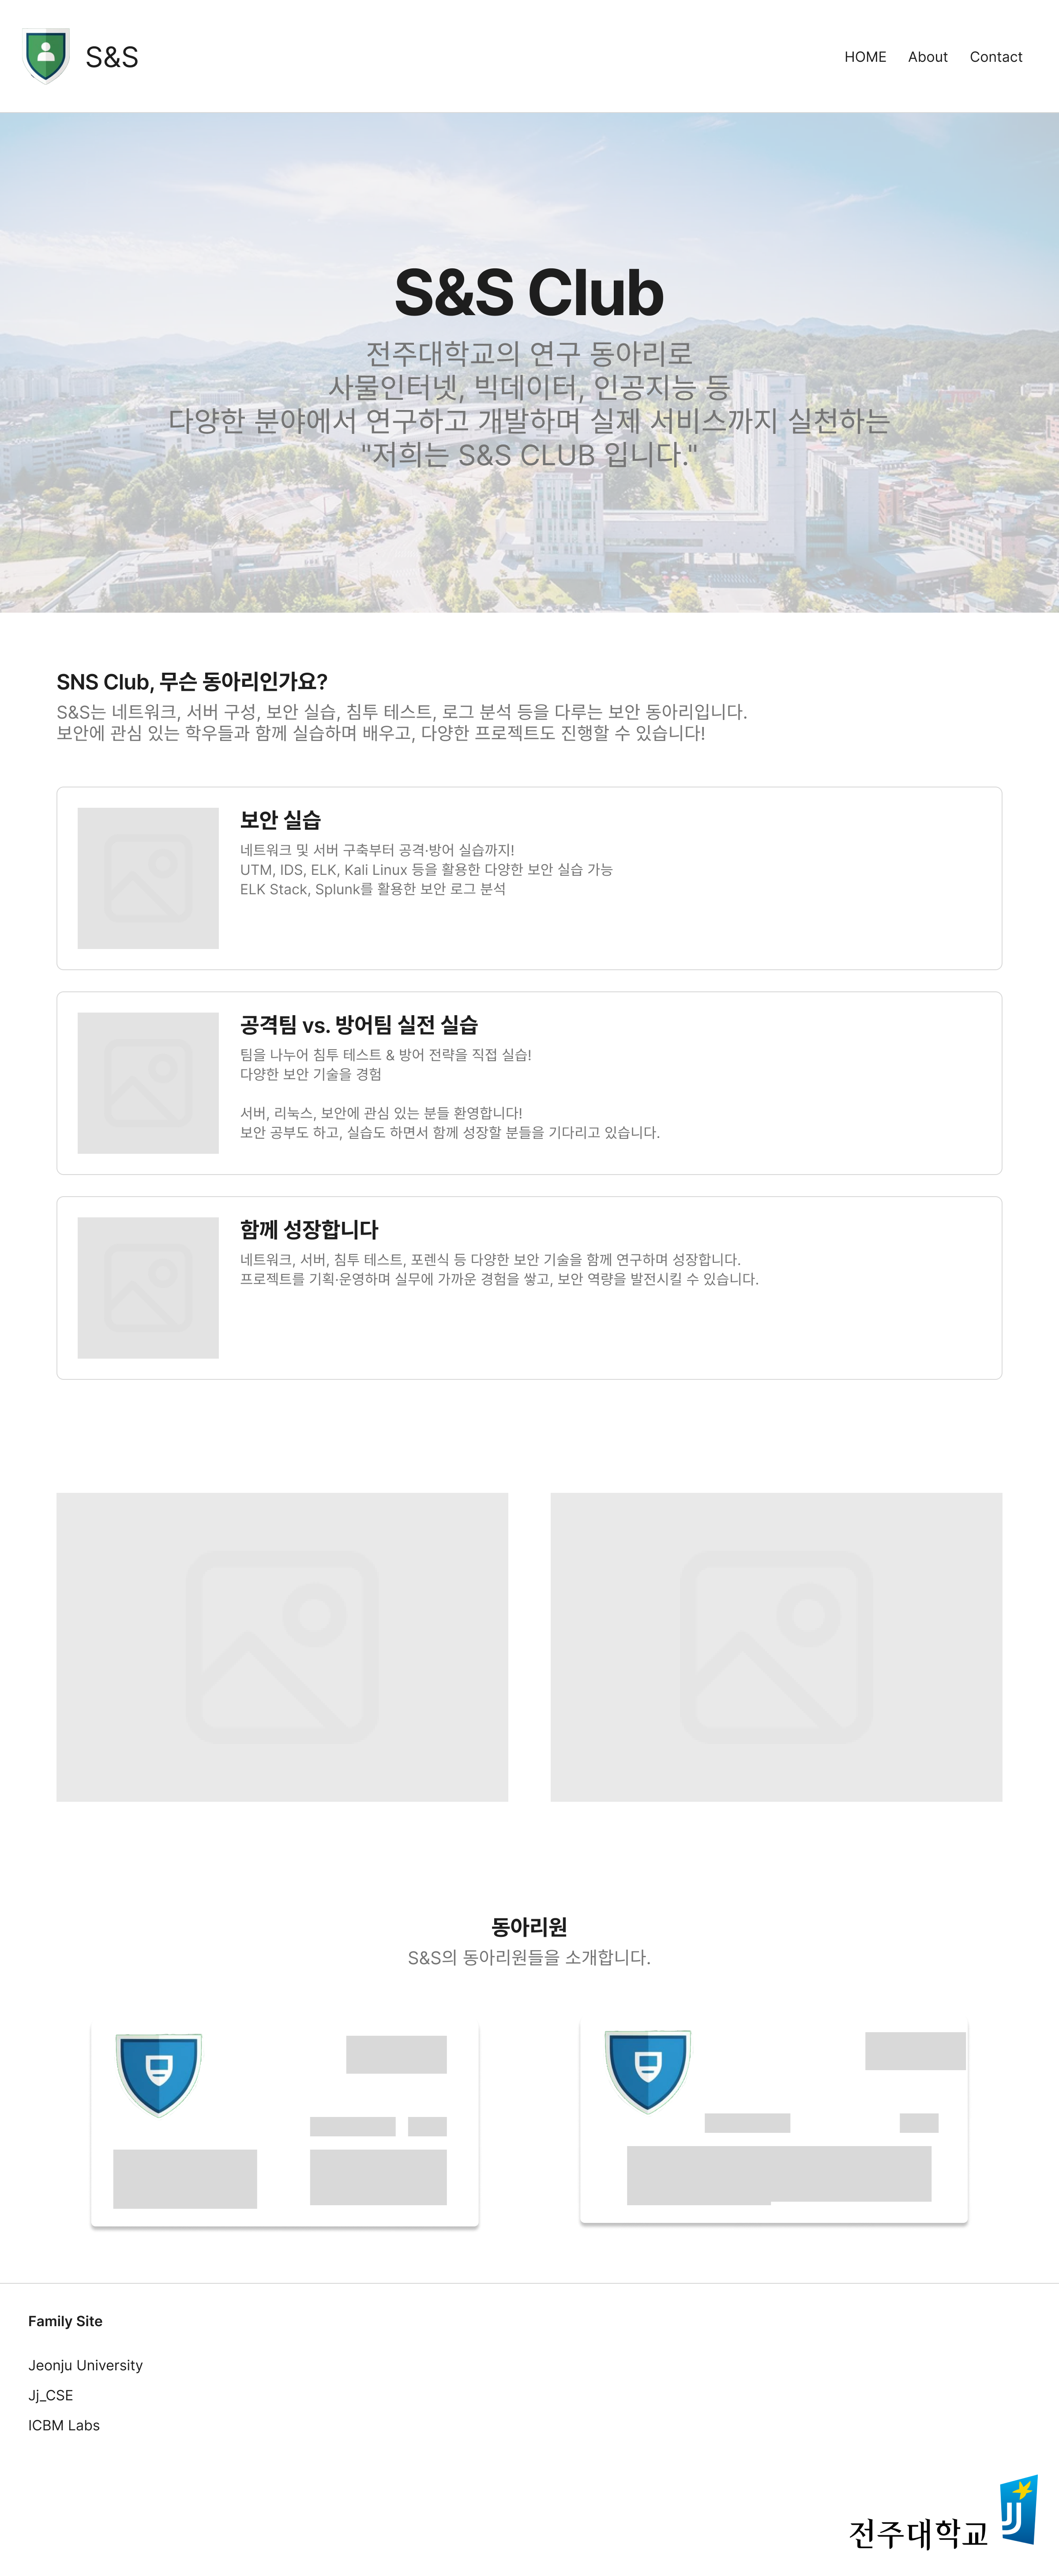 S&S
HOME About Contact
S&S Club
전주대학교의 연구 동아리로
사물인터넷, 빅데이터, 인공지능 등
다양한 분야에서 연구하고 개발하며 실제 서비스까지 실천하는
"저희는 S&S CLUB 입니다."
SNS Club, 무슨 동아리인가요?
S&S는 네트워크, 서버 구성, 보안 실습, 침투 테스트, 로그 분석 등을 다루는 보안 동아리입니다.
보안에 관심 있는 학우들과 함께 실습하며 배우고, 다양한 프로젝트도 진행할 수 있습니다!
보안 실습
네트워크 및 서버 구축부터 공격·방어 실습까지!
UTM, IDS, ELK, Kali Linux 등을 활용한 다양한 보안 실습 가능
ELK Stack, Splunk를 활용한 보안 로그 분석
공격팀 vs. 방어팀 실전 실습
팀을 나누어 침투 테스트 & 방어 전략을 직접 실습!
다양한 보안 기술을 경험
서버, 리눅스, 보안에 관심 있는 분들 환영합니다!
보안 공부도 하고, 실습도 하면서 함께 성장할 분들을 기다리고 있습니다.
함께 성장합니다
네트워크, 서버, 침투 테스트, 포렌식 등 다양한 보안 기술을 함께 연구하며 성장합니다.
프로젝트를 기획·운영하며 실무에 가까운 경험을 쌓고, 보안 역량을 발전시킬 수 있습니다.
동아리원
S&S의 동아리원들을 소개합니다.
Family Site
Jeonju University
Jj_CSE
ICBM Labs
전주대학교
JJ